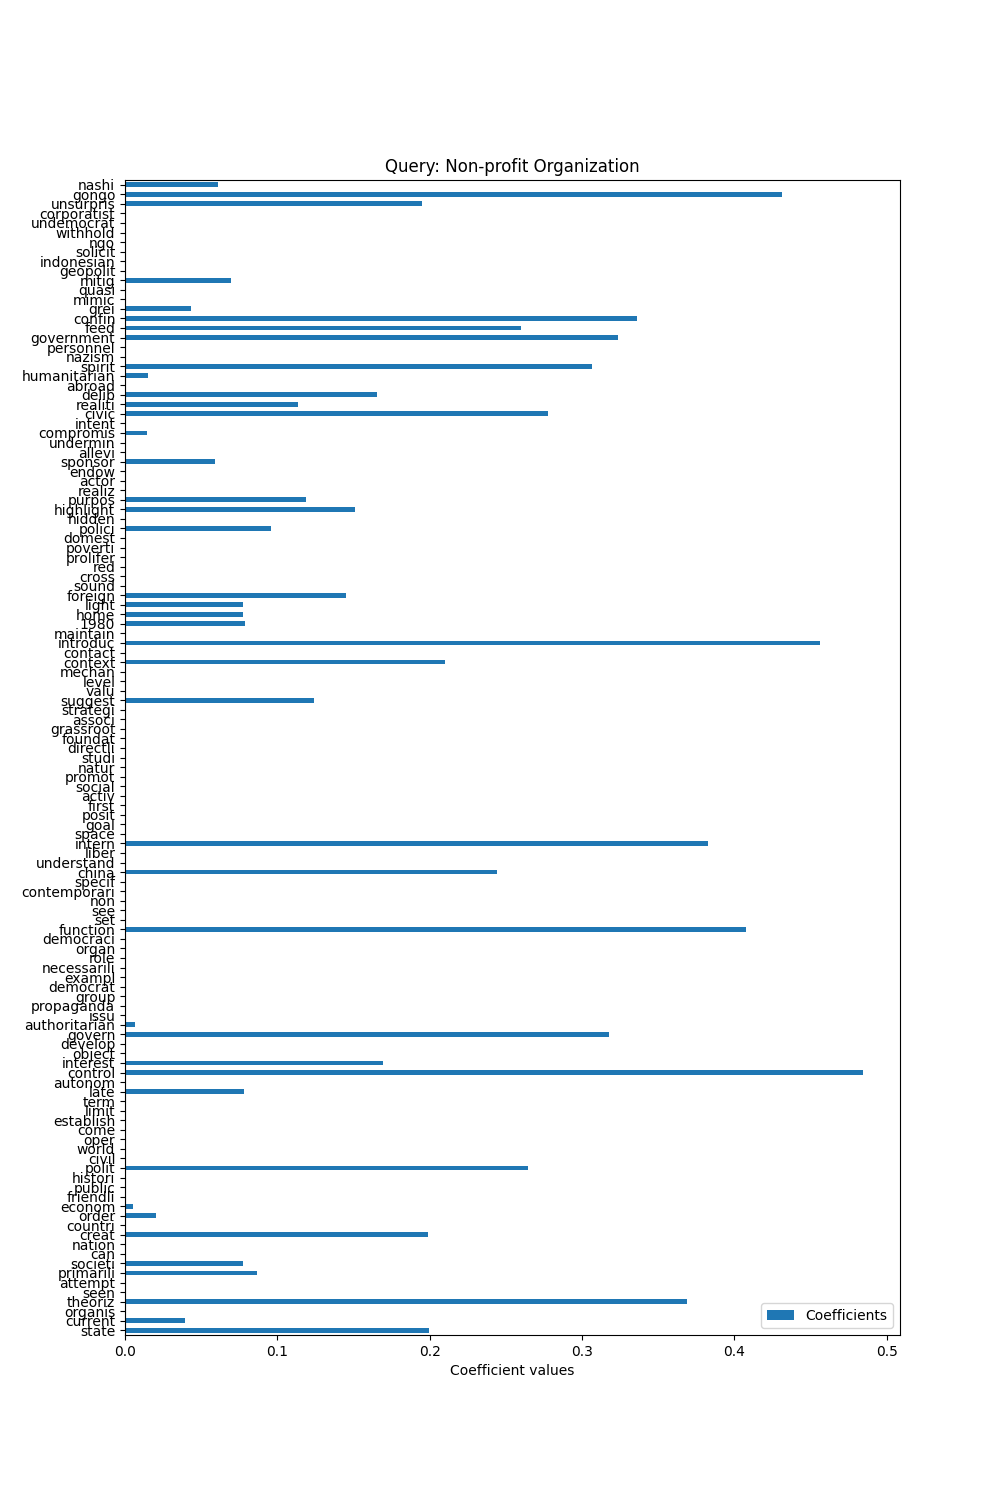 Query: Non-profit Organization
nashi
gongo
unsurpris
corporatist
undemocrat
withhold
ngo
solicit
indonesian
geopolit
mitig
quasi
mimic
grei
confin
feed
government
personnel
nazism
spirit
humanitarian
abroad
delib
realiti
civic
intent
compromis
undermin
allevi
sponsor
endow
actor
realiz
purpos
highlight
hidden
polici
domest
poverti
prolifer
red
cross
sound
foreign
light
home
1980
maintain
introduc
contact
context
mechan
level
valu
suggest
strategi
associ
grassroot
foundat
directli
studi
natur
promot
social
activ
first
posit
goal
space
intern
liber
understand
china
specif
contemporari
non
see
set
function
democraci
organ
role
necessarili
exampl
democrat
group
propaganda
issu
authoritarian
govern
develop
object
interest
control
autonom
late
term
limit
establish
come
oper
world
civil
polit
histori
public
friendli
econom
order
countri
creat
nation
can
societi
primarili
attempt
seen
theoriz
organis
current
state
Coefficients
0.0 0.1 0.2 0.3 0.4 0.5
Coefficient values